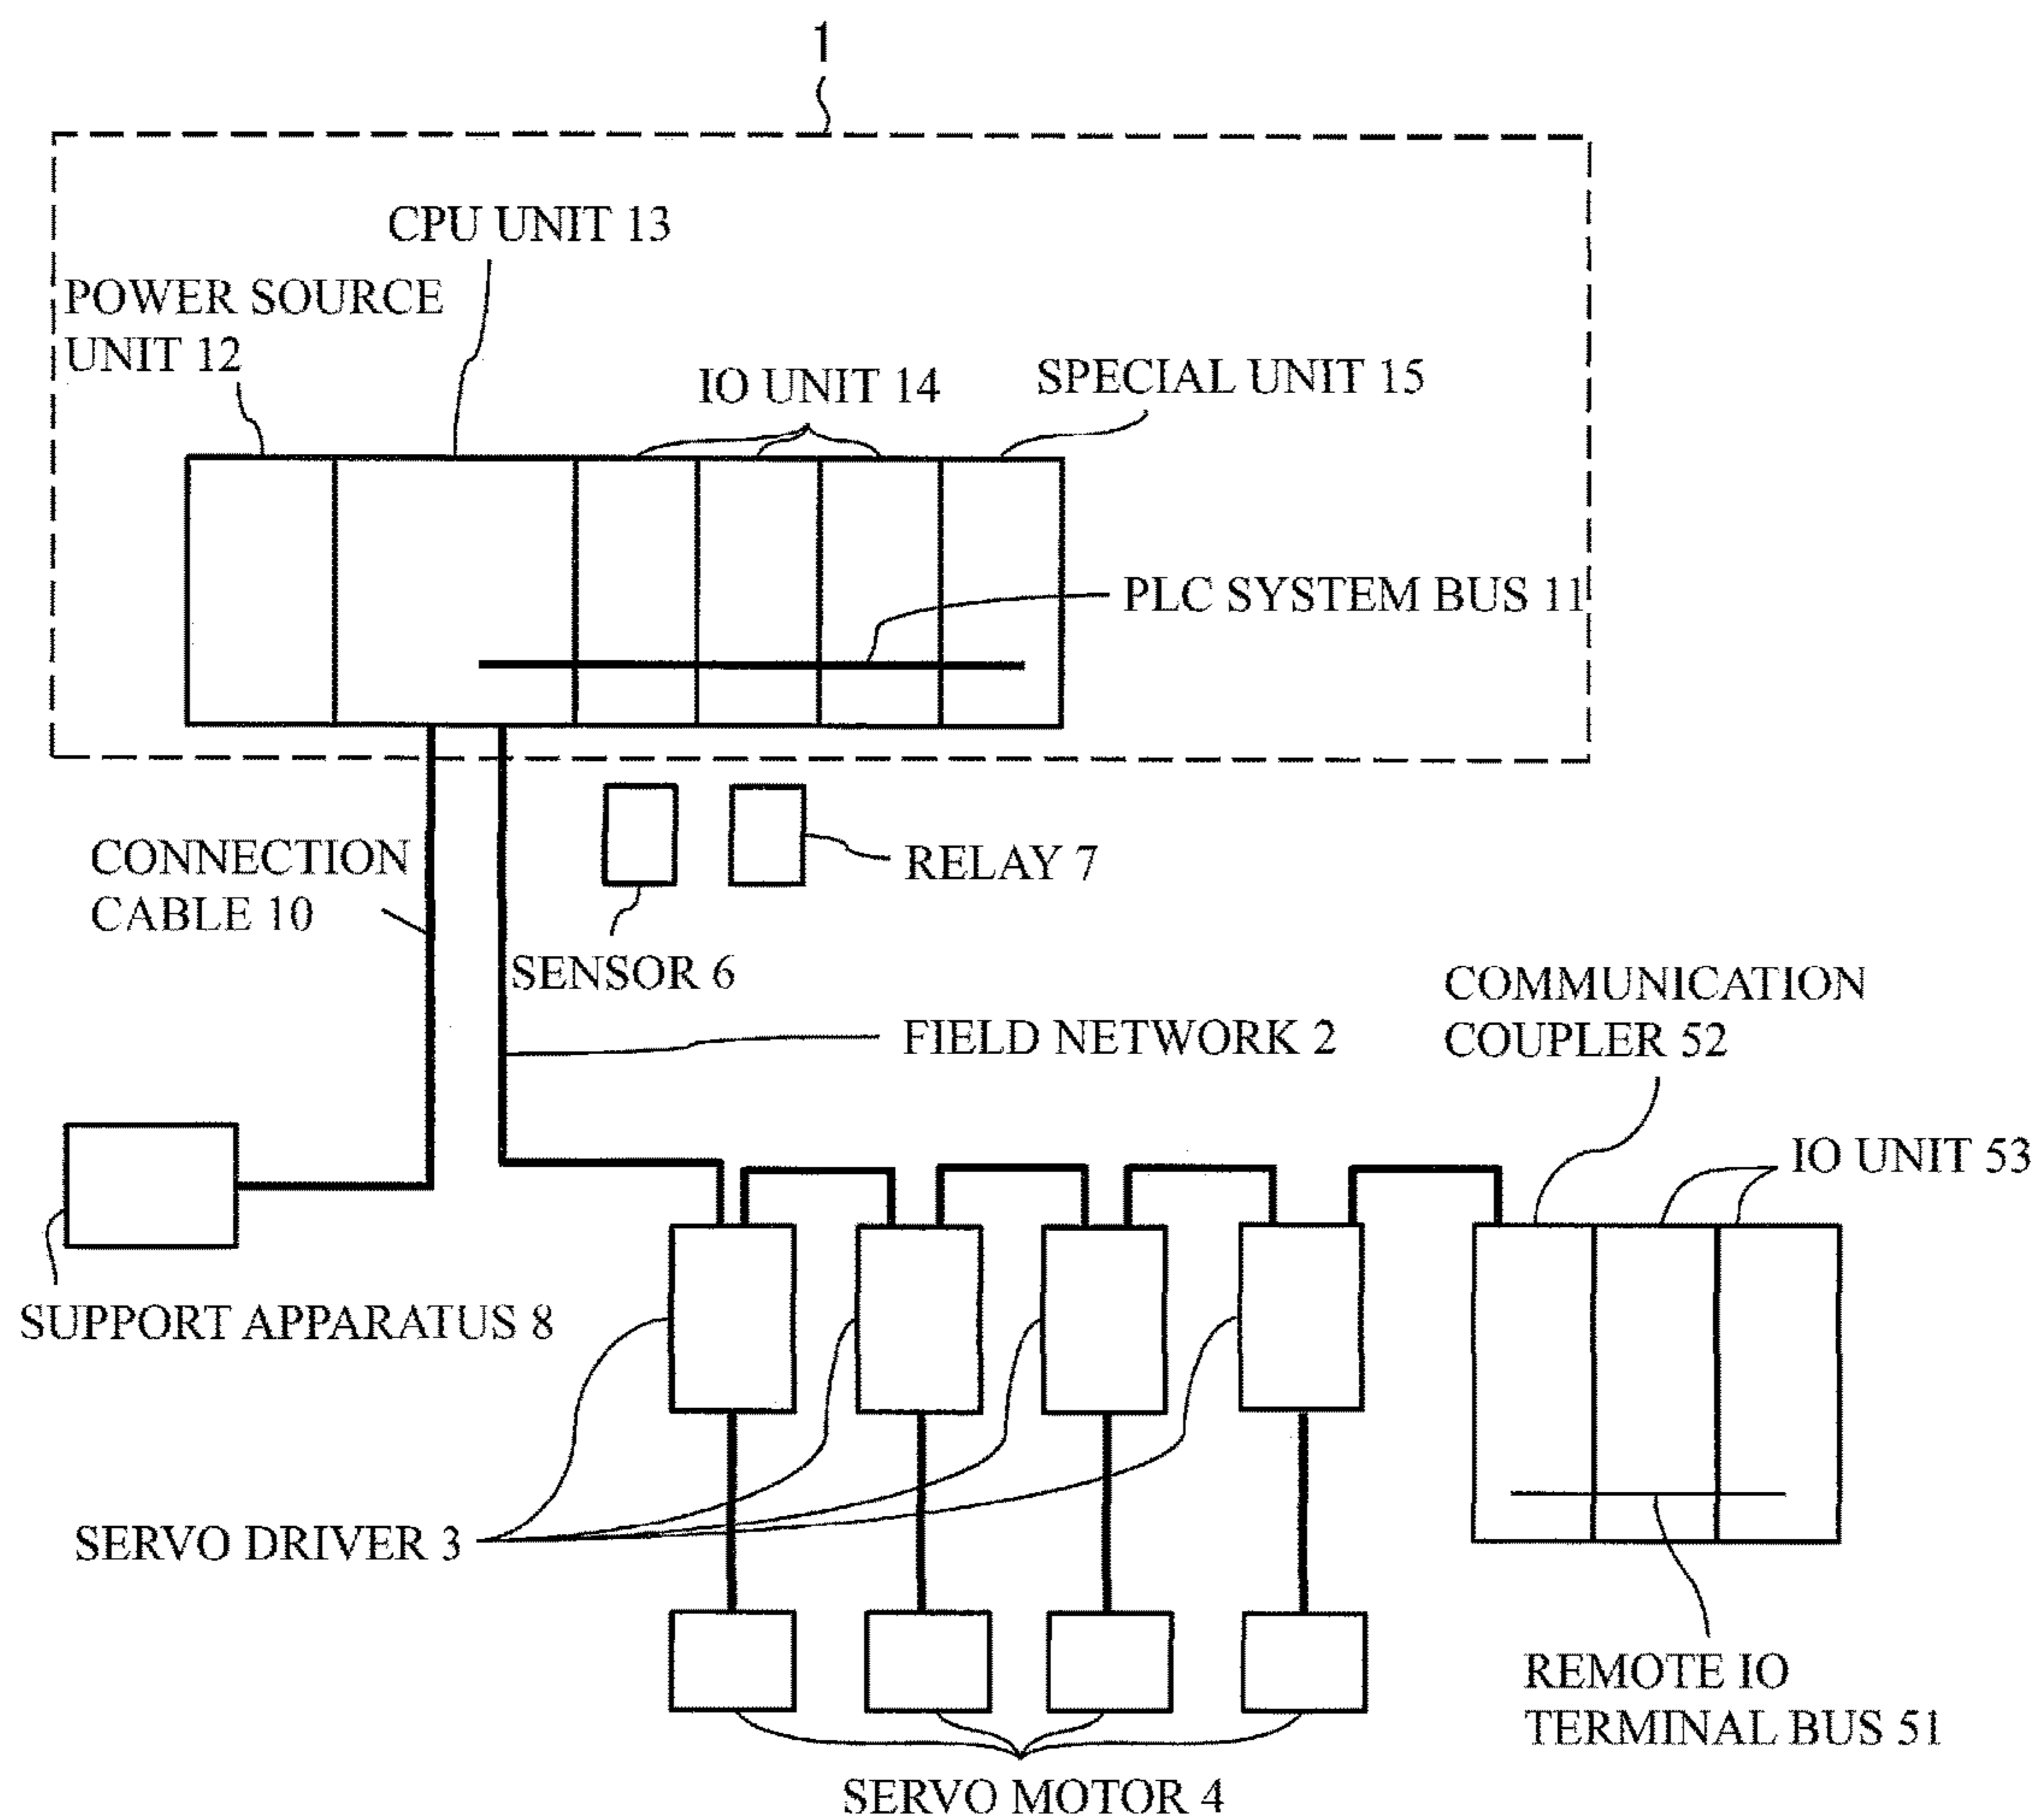 1
CPU UNIT 13
POWER SOURCE
UNIT 12
IO UNIT 14
SPECIAL UNIT 15
PLC SYSTEM BUS 11
CONNECTION
CABLE 10
RELAY 7
SENSOR 6
COMMUNICATION
COUPLER 52
FIELD NETWORK 2
IO UNIT 53
SUPPORT APPARATUS 8
SERVO DRIVER 3
REMOTE IO
TERMINAL BUS 51
SERVO MOTOR 4